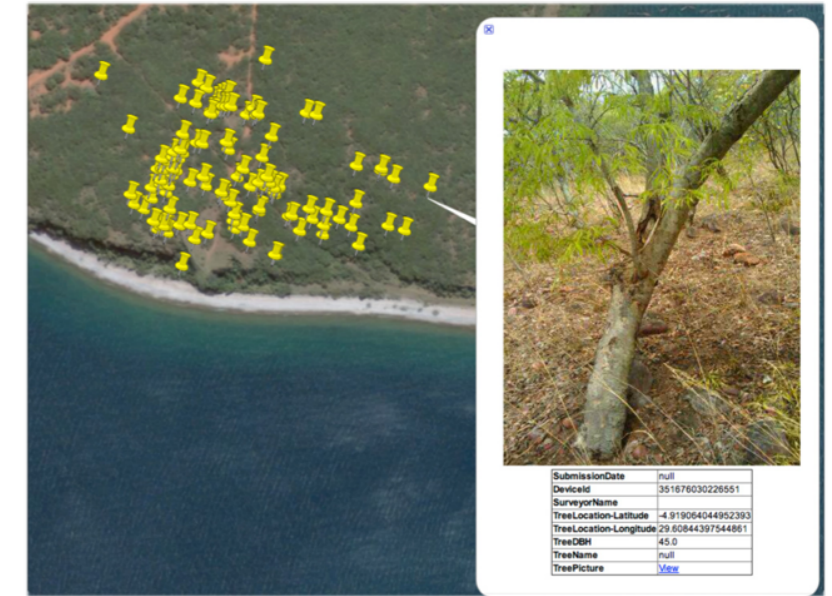 SubmissionDate null
DeviceId 351676030226551
SurveyorName
TreeLocation-Latitude -4.919064044952393
TreeLocation-Longitude 29.60844397544861
TreeDBH 45.0
TreeName null
TreePicture View